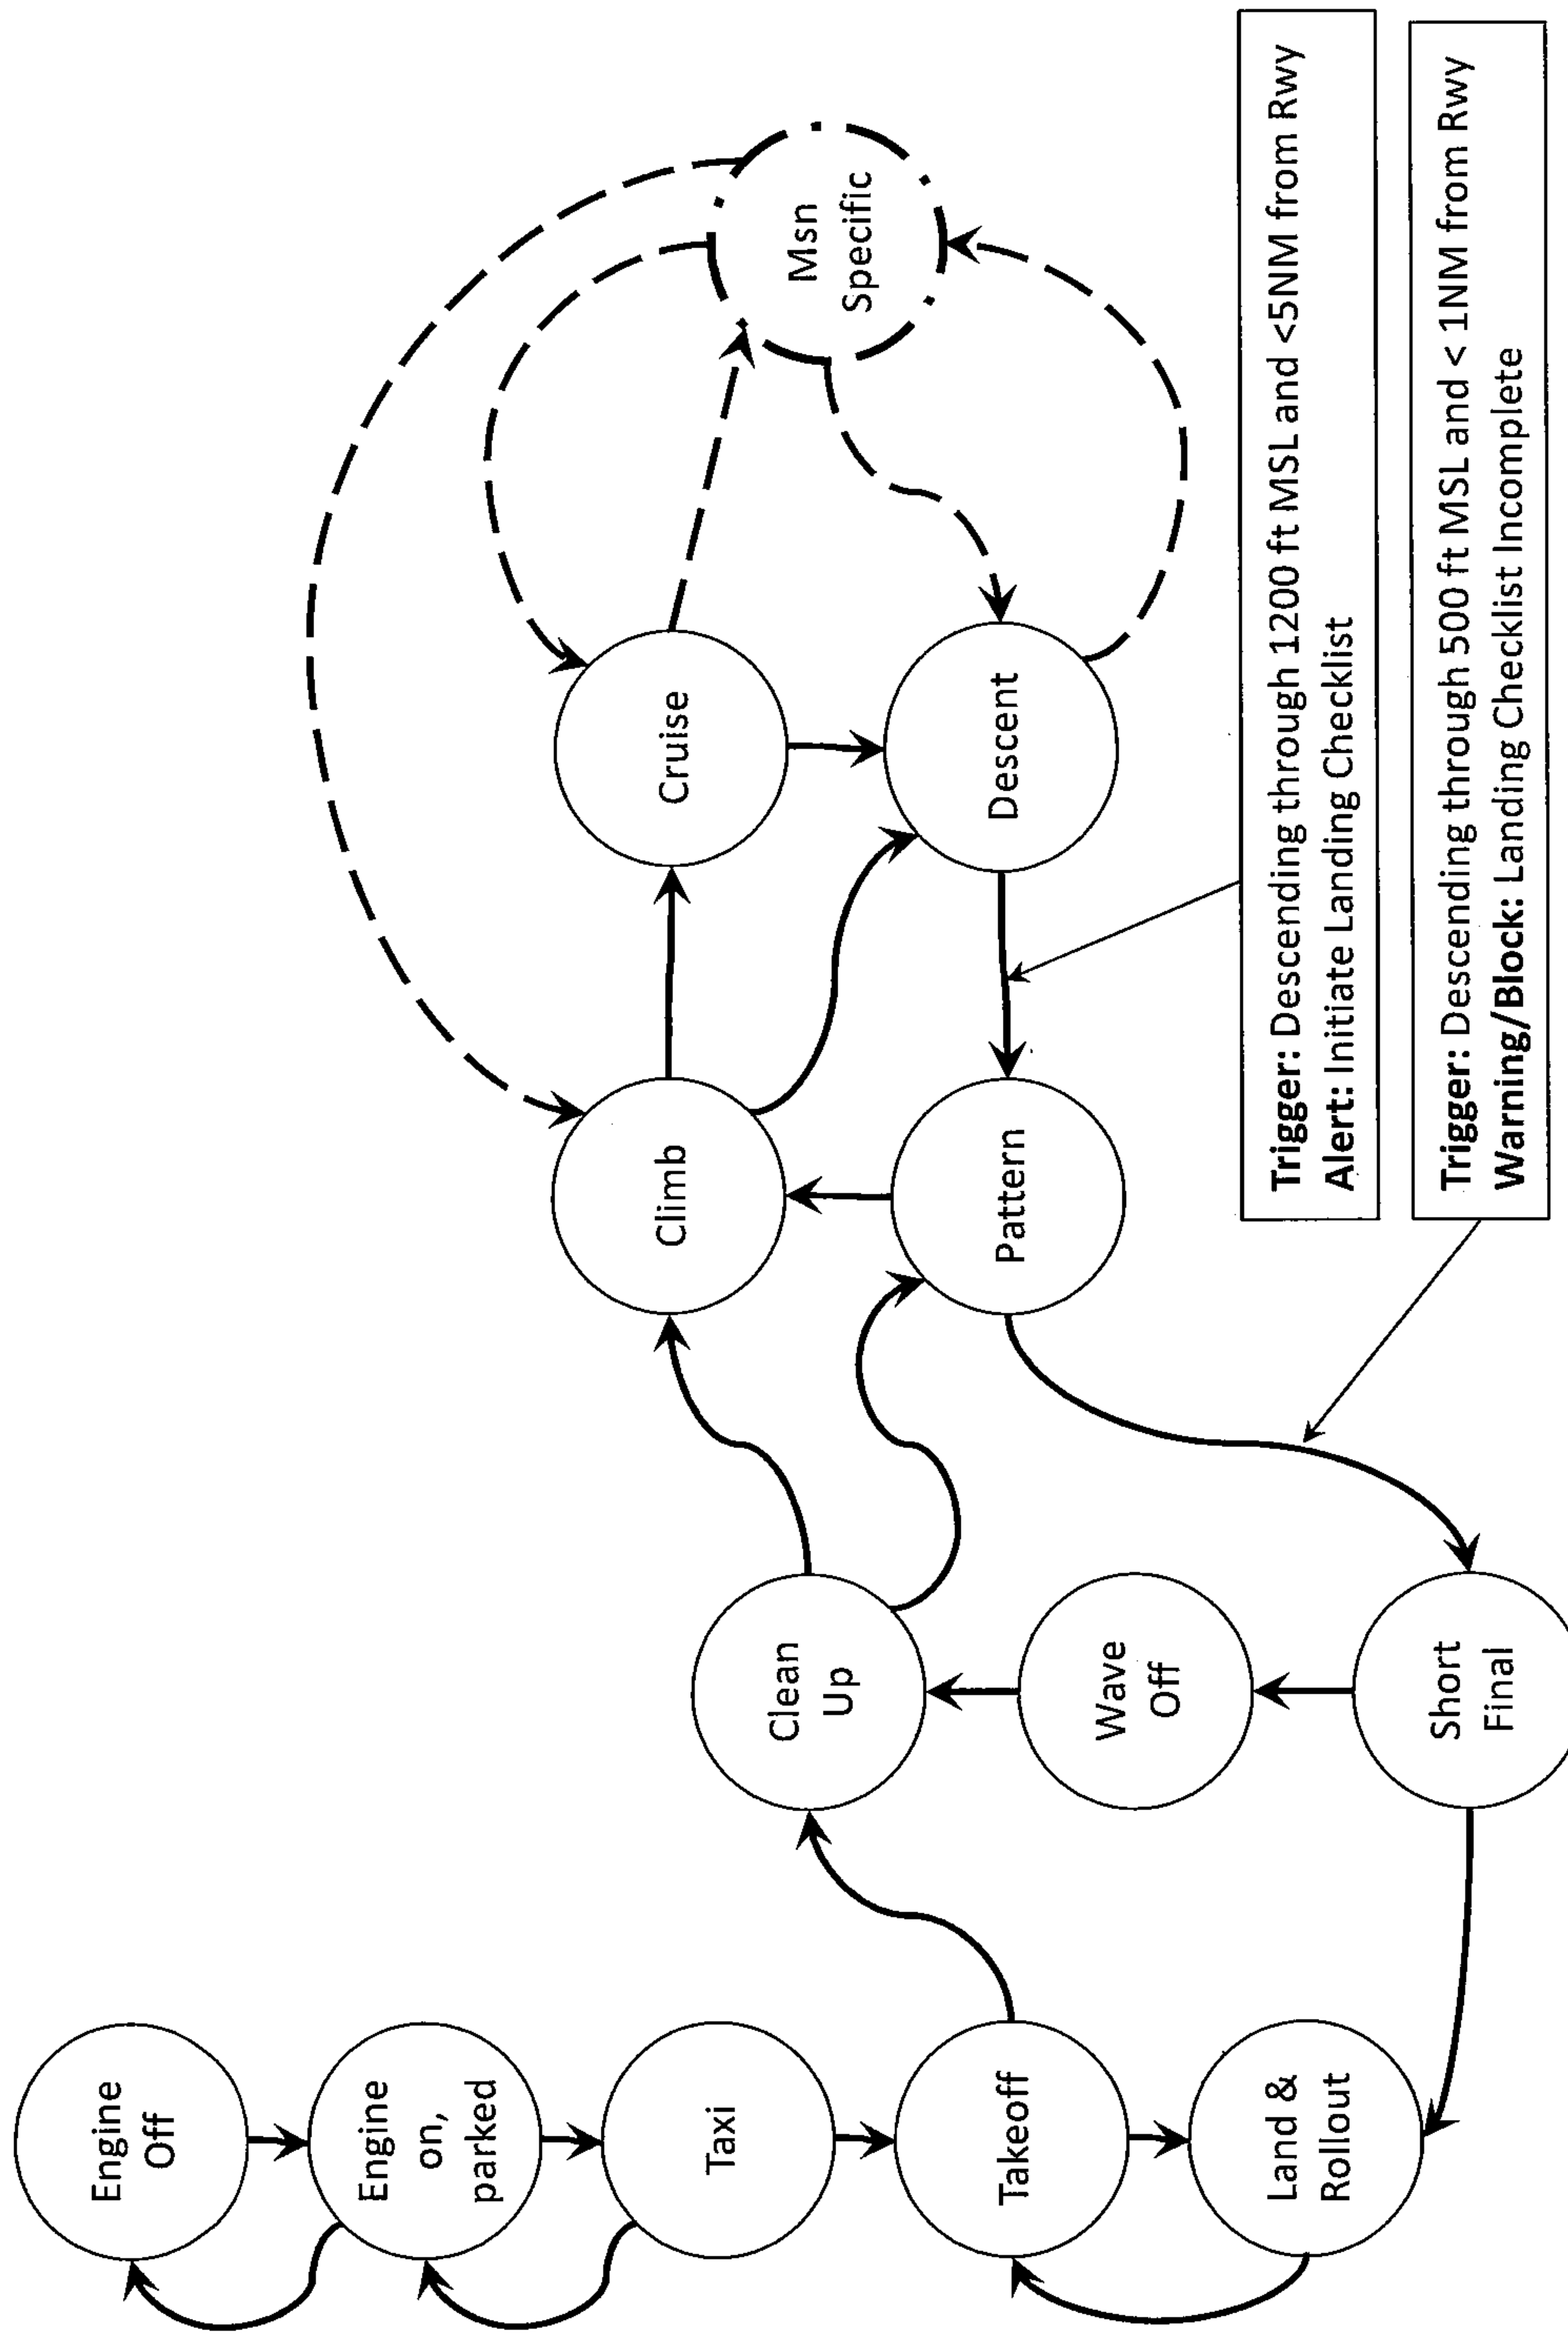 Engine
Off
Engine
on,
parked
Taxi
Takeoff
Land &
Rollout
Clean
Up
Wave
Off
Short
Final
Climb
Pattern
Cruise
Descent
Msn
Specific
Trigger: Descending through 1200 ft MSL and <5NM from Rwy
Alert: Initiate Landing Checklist
Trigger: Descending through 500 ft MSL and < 1NM from Rwy
Warning/Block: Landing Checklist Incomplete